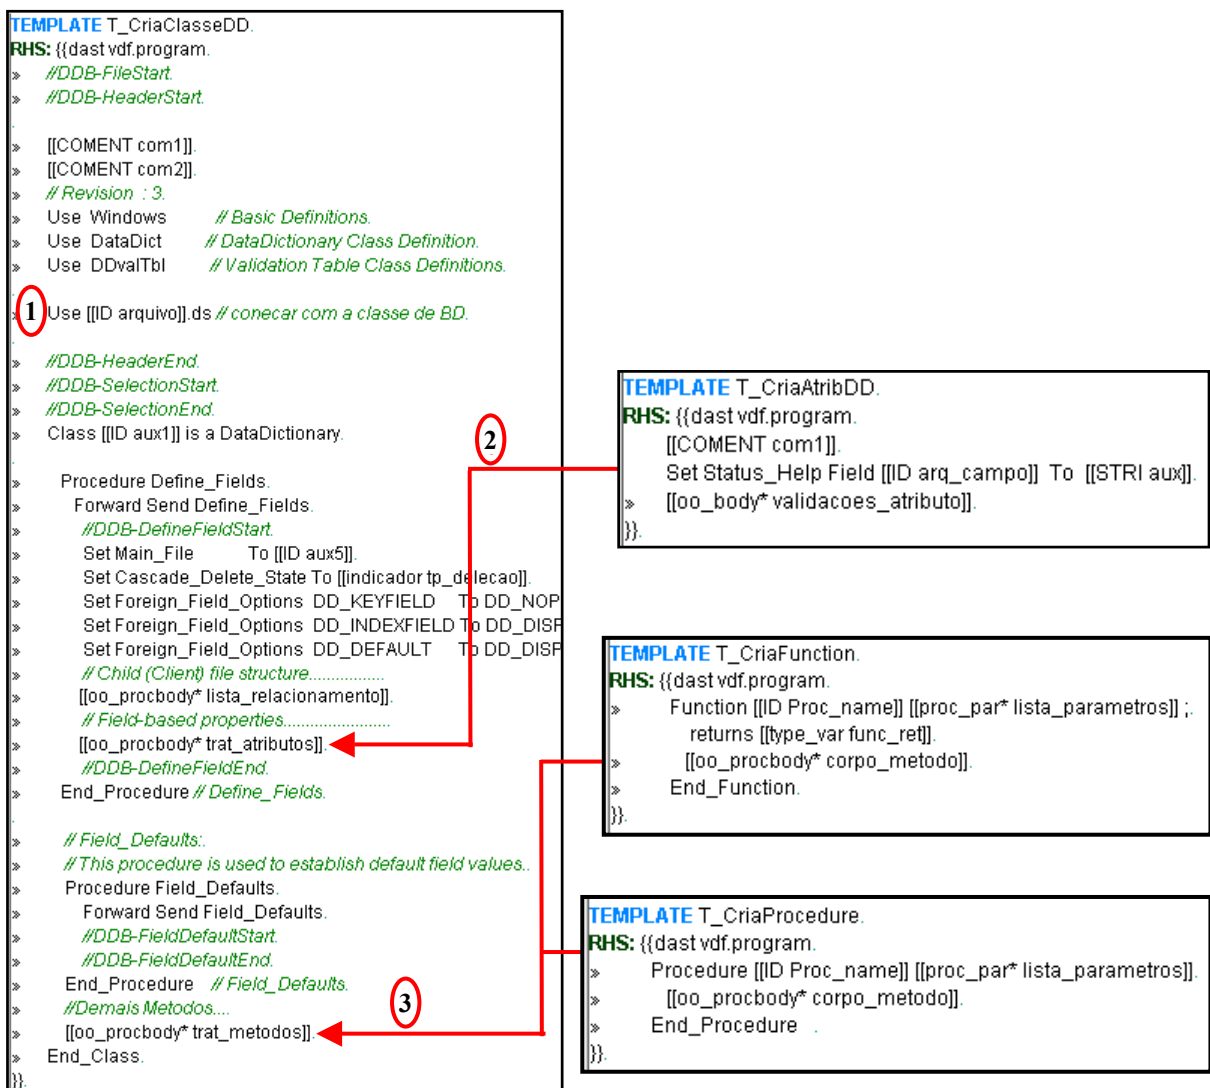 TEMPLATE T_CriaClasseDD.
RHS: {{dast vdf.program.
» //DDB-FileStart.
» //DDB-HeaderStart.
.
» [[COMENT com1]].
» [[COMENT com2]].
» // Revision : 3.
» Use Windows // Basic Definitions.
» Use DataDict // DataDictionary Class Definition.
» Use DDvalTbl // Validation Table Class Definitions.
.
1
» Use [[ID arquivo]].ds // conecar com a classe de BD.
.
» //DDB-HeaderEnd.
» //DDB-SelectionStart.
» //DDB-SelectionEnd.
» Class [[ID aux1]] is a DataDictionary.
.
» Procedure Define_Fields.
» Forward Send Define_Fields.
» //DDB-DefineFieldStart.
» Set Main_File To [[ID aux5]].
» Set Cascade_Delete_State To [[indicador tp_delecao]].
» Set Foreign_Field_Options DD_KEYFIELD To DD_NOP
» Set Foreign_Field_Options DD_INDEXFIELD To DD_DISP
» Set Foreign_Field_Options DD_DEFAULT To DD_DISP
» // Child (Client) file structure................
» [[oo_procbody* lista_relacionamento]].
» // Field-based properties.......................
» [[oo_procbody* trat_atributos]].
» //DDB-DefineFieldEnd.
» End_Procedure // Define_Fields.
.
» // Field_Defaults:.
» // This procedure is used to establish default field values..
» Procedure Field_Defaults.
» Forward Send Field_Defaults.
» //DDB-FieldDefaultStart.
» //DDB-FieldDefaultEnd.
» End_Procedure // Field_Defaults.
» //Demais Metodos....
» [[oo_procbody* trat_metodos]].
» End_Class.
}}.
2
TEMPLATE T_CriaAtribDD.
RHS: {{dast vdf.program.
[[COMENT com1]].
Set Status_Help Field [[ID arq_campo]] To [[STRI aux]].
» [[oo_body* validacoes_atributo]].
}}.
3
TEMPLATE T_CriaFunction.
RHS: {{dast vdf.program.
» Function [[ID Proc_name]] [[proc_par* lista_parametros]] ;.
returns [[type_var func_ret]].
» [[oo_procbody* corpo_metodo]].
» End_Function.
}}.
TEMPLATE T_CriaProcedure.
RHS: {{dast vdf.program.
» Procedure [[ID Proc_name]] [[proc_par* lista_parametros]].
» [[oo_procbody* corpo_metodo]].
» End_Procedure .
}}.